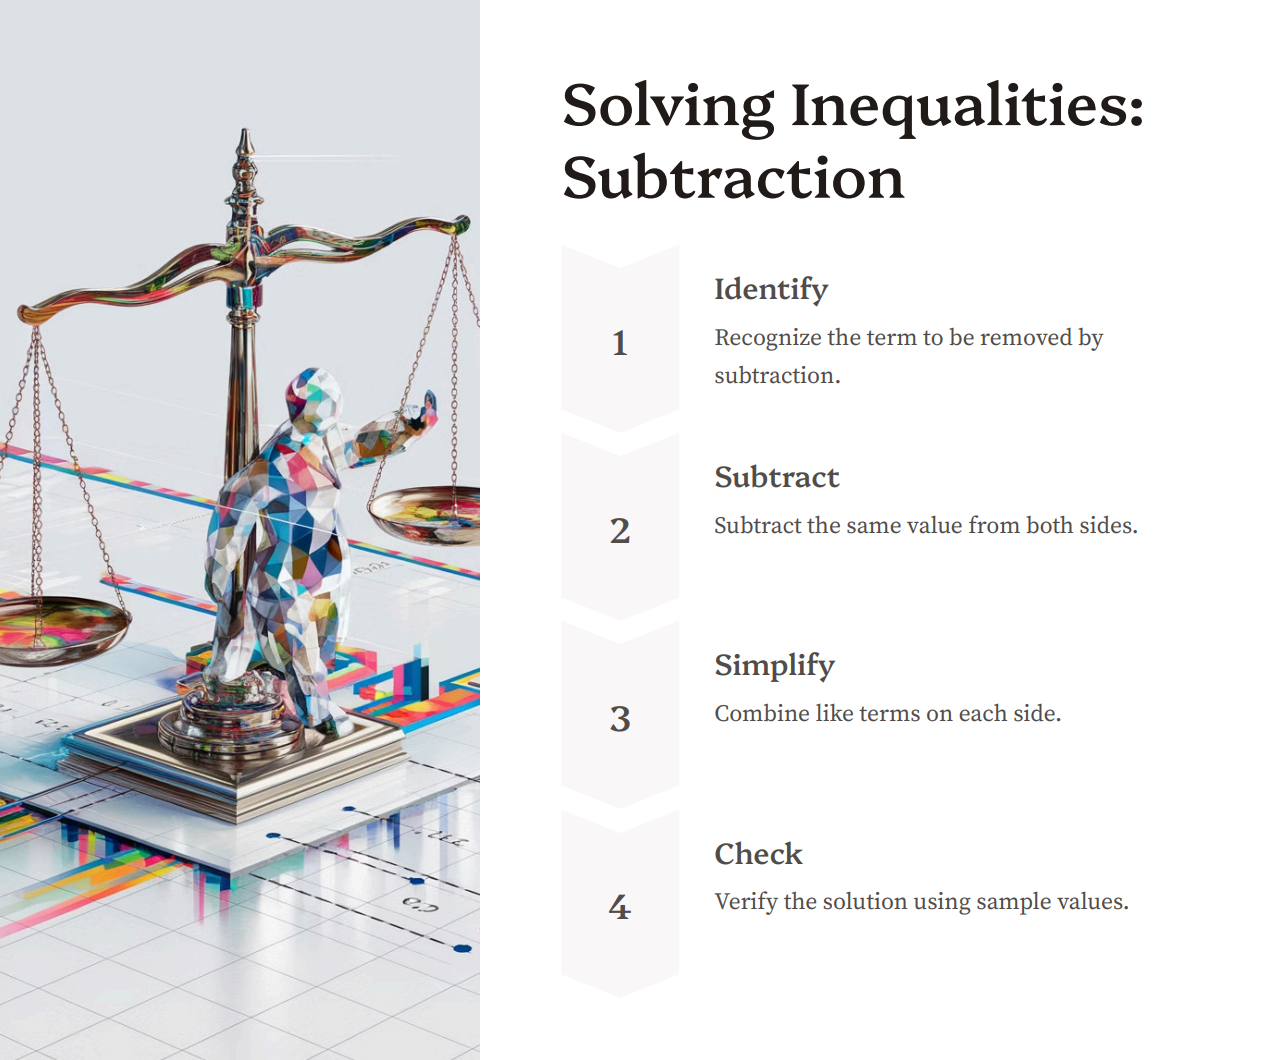 Solving Inequalities:
Subtraction
1
Identify
Recognize the term to be removed by
subtraction.
2
Subtract
Subtract the same value from both sides.
3
Simplify
Combine like terms on each side.
4
Check
Verify the solution using sample values.